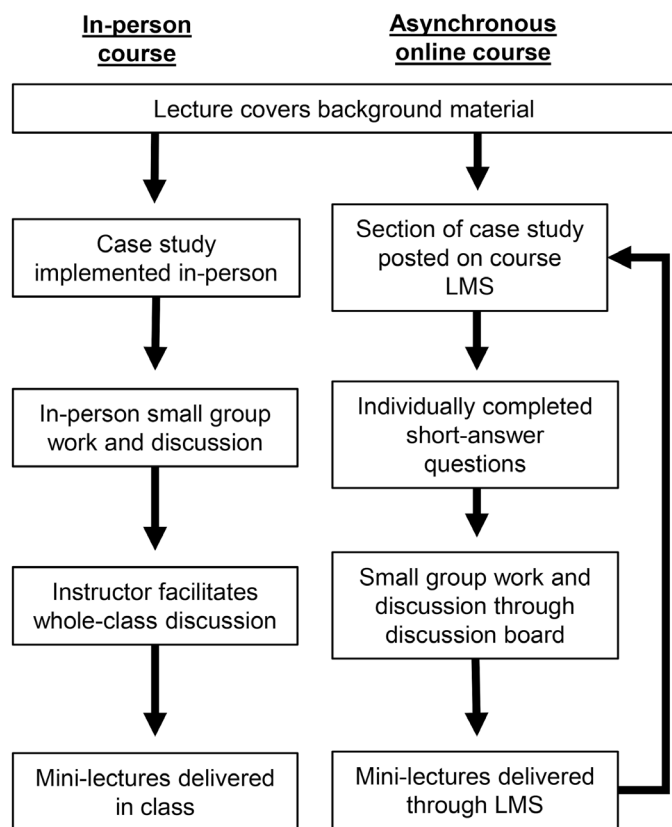 In-person
course
Asynchronous
online course
Lecture covers background material
Case study
implemented in-person
In-person small group
work and discussion
Instructor facilitates
whole-class discussion
Mini-lectures delivered
in class
Section of case study
posted on course
LMS
Individually completed
short-answer
questions
Small group work and
discussion through
discussion board
Mini-lectures delivered
through LMS